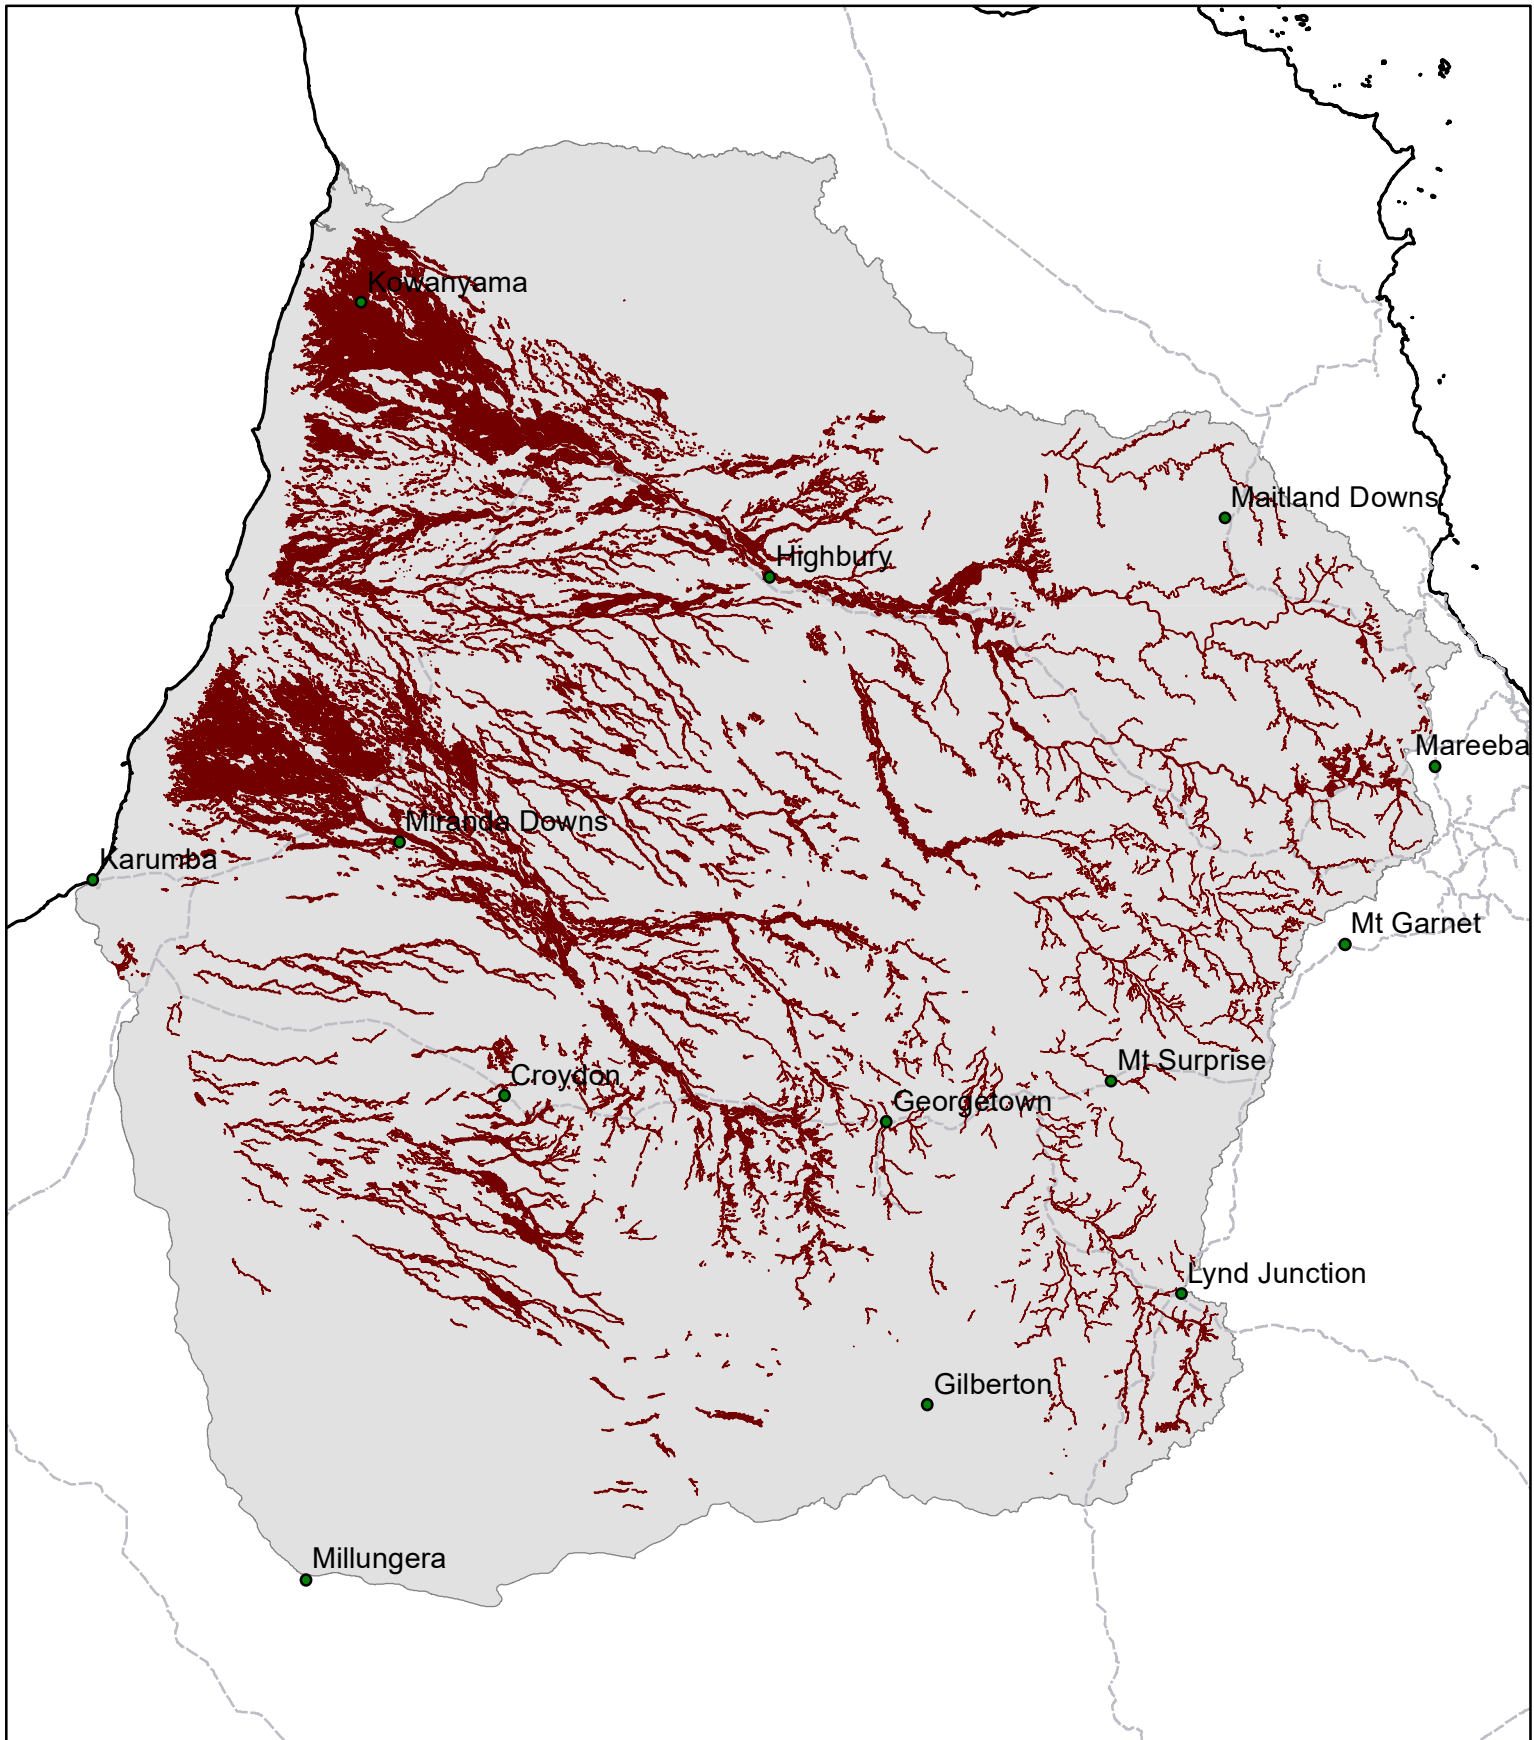 Kowanyama
Maitland Downs
Highbury
Mareeba
Miranda Downs
Karumba
Mt Garnet
Mt Surprise
Croydon
Georgetown
Lynd Junction
Gilberton
Millungera